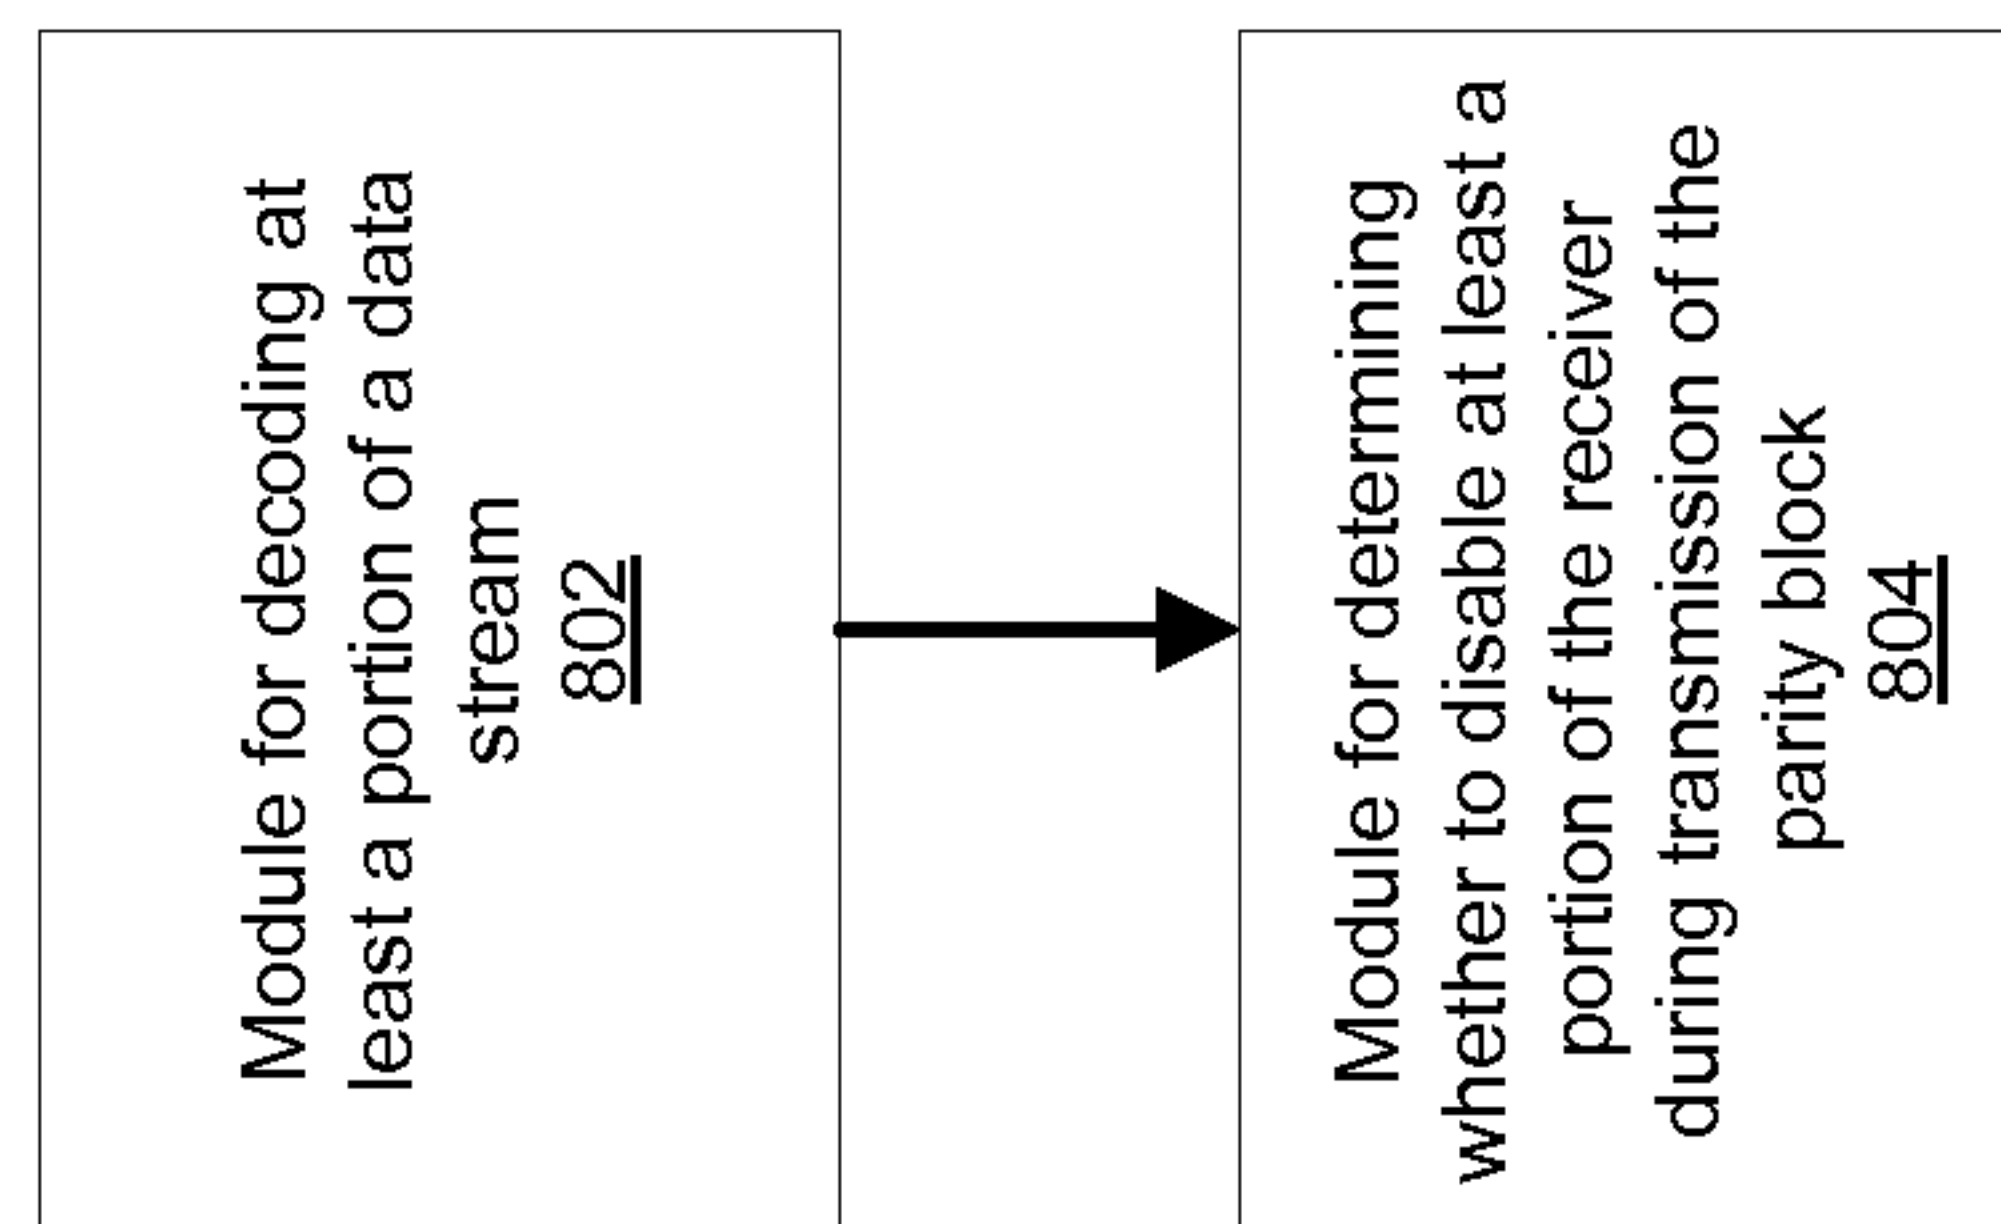 Module for decoding at
least a portion of a data
stream
802
Module for determining
whether to disable at least a
portion of the receiver
during transmission of the
parity block
804